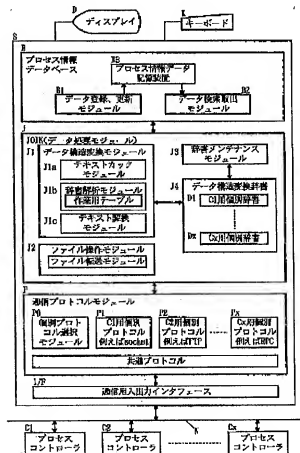 D
ディスプレイ
K
キーボード
S
B
プロセス情報
データベース
B3
プロセス情報データ
記憶装置
B1
データ登録、更新
モジュール
B2
データ検索取出
モジュール
J
JOIK(データ処理モジュール)
J1
データ構造変換モジュール
J1a
テキストカック
モジュール
J1b
辞書解析モジュール
作業用テーブル
J1c
テキスト変換
モジュール
J2
ファイル操作モジュール
ファイル転送モジュール
J3
辞書メンテナンス
モジュール
J4
データ構造変換辞書
D1
C1用個別辞書
Dx
Cx用個別辞書
P
通信プロトコルモジュール
P0
個別プロト
コル選択
モジュール
P1
C1用個別
プロトコル
例えばsocket
P2
C2用個別
プロトコル
例えばFTP
Px
Cx用個別
プロトコル
例えばRPC
共通プロトコル
I/F
通信用入出力インタフェース
N
C1
プロセス
コントローラ
C2
プロセス
コントローラ
Cx
プロセス
コントローラ